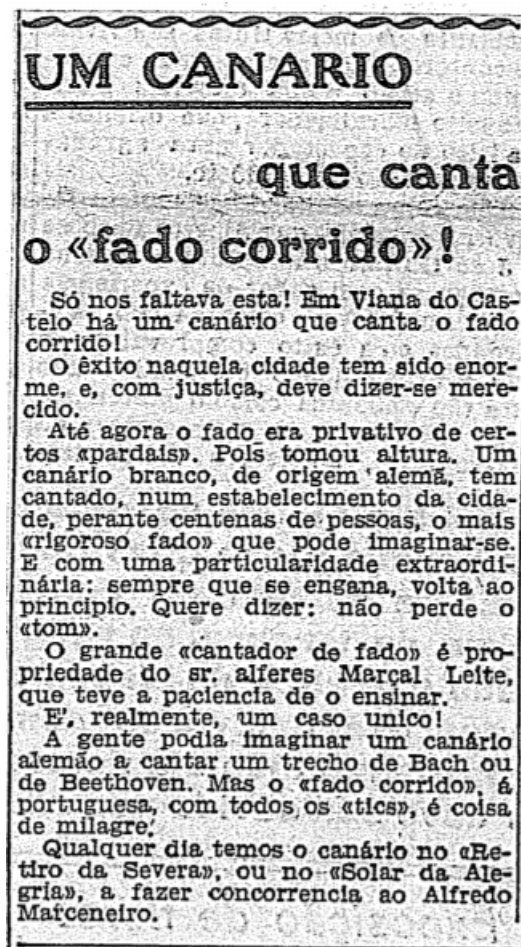 UM CANARIO
que canta
o «fado corrido»!
Só nos faltava esta! Em Viana do Cas-
telo há um canário que canta o fado
corrido!
O êxito naquela cidade tem sido enor-
me, e, com justiça, deve dizer-se mere-
cido.
Até agora o fado era privativo de cer-
tos «pardais». Pois tomou altura. Um
canário branco, de origem alemã, tem
cantado, num estabelecimento da cida-
de, perante centenas de pessoas, o mais
«rigoroso fado» que pode imaginar-se.
E com uma particularidade extraordi-
nária: sempre que se engana, volta ao
principio. Quere dizer: não perde o
«tom».
O grande «cantador de fado» é pro-
priedade do sr. alferes Marçal Leite,
que teve a paciencia de o ensinar.
E', realmente, um caso unico!
A gente podia imaginar um canário
alemão a cantar um trecho de Bach ou
de Beethoven. Mas o «fado corrido», á
portuguesa, com todos os «tics», é coisa
de milagre.
Qualquer dia temos o canário no «Re-
tiro da Severa», ou no «Solar da Ale-
gria», a fazer concorrencia ao Alfredo
Marceneiro.